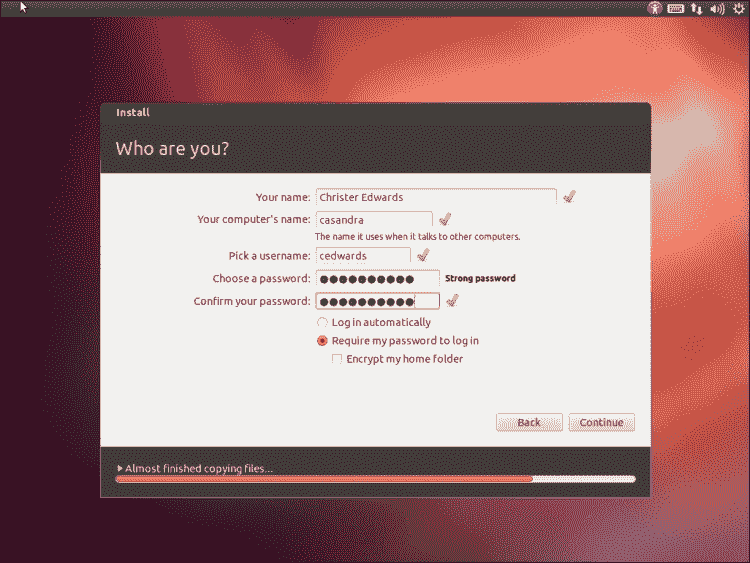 Install
Who are you?
Your name: Christer Edwards
Your computer's name: casandra
The name it uses when it talks to other computers.
Pick a username: cedwards
Choose a password: ●●●●●●●●●● Strong password
Confirm your password: ●●●●●●●●●●
Log in automatically
Require my password to log in
Encrypt my home folder
Back Continue
Almost finished copying files...